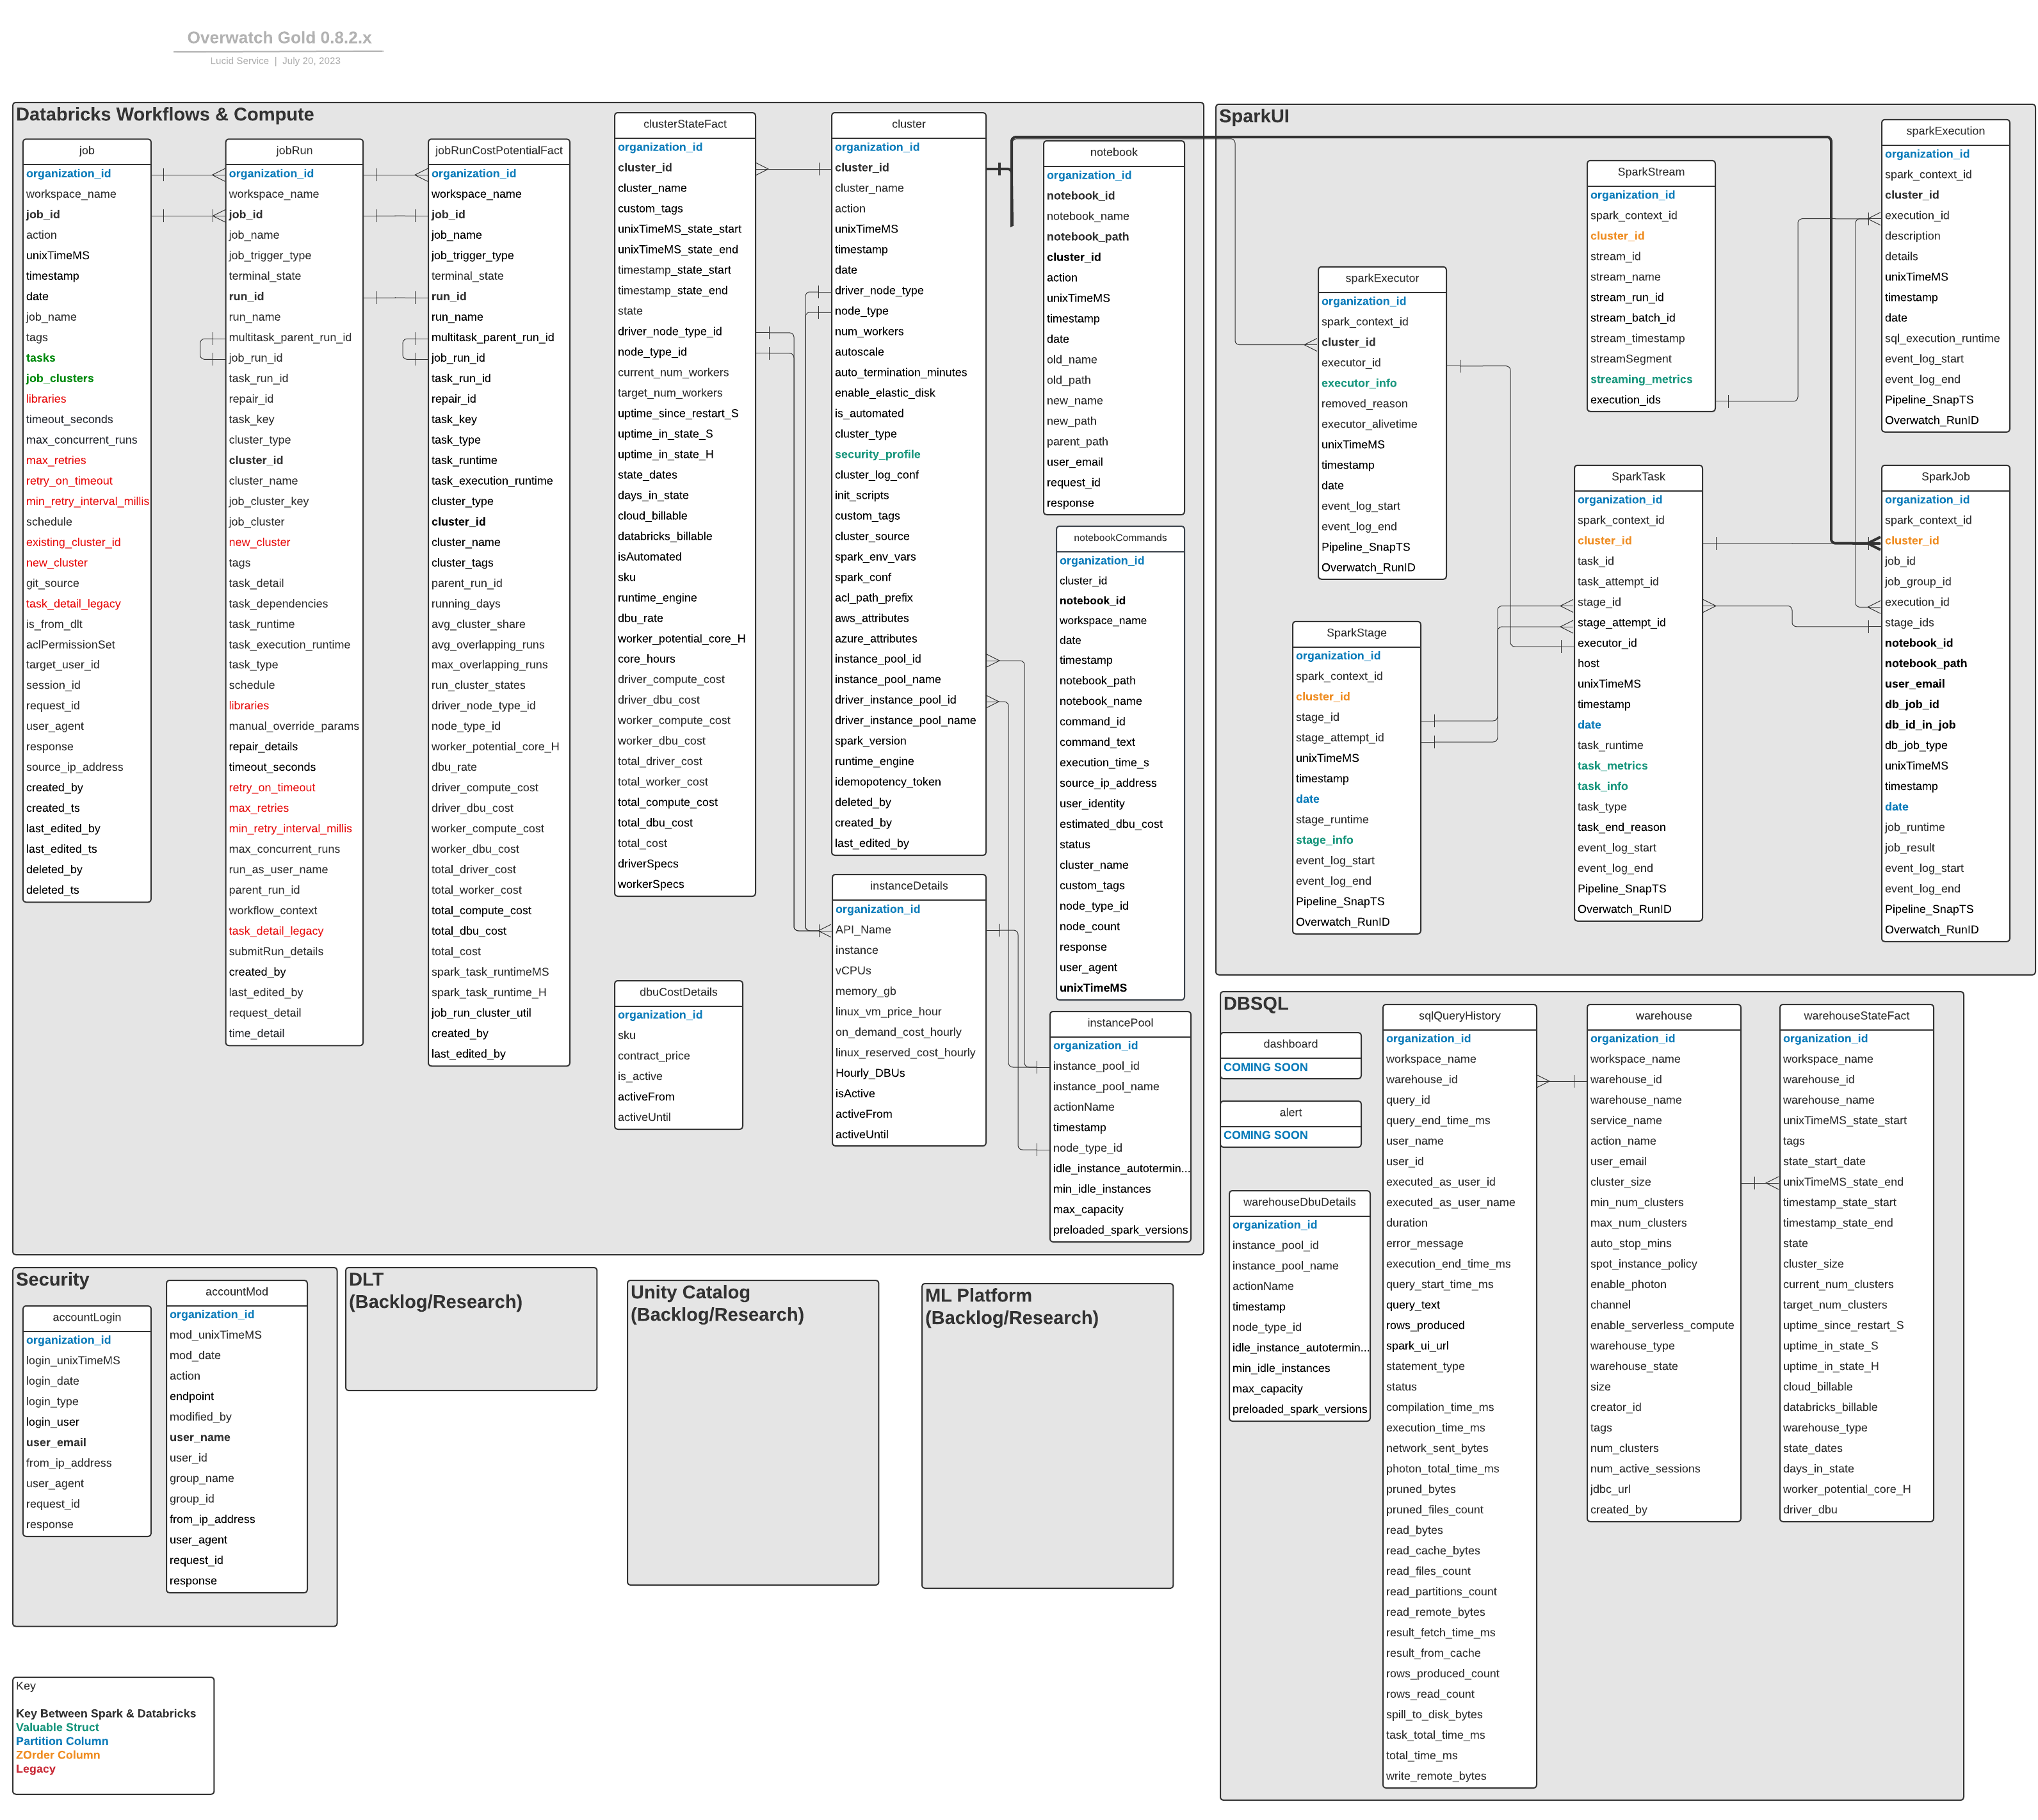 Overwatch Gold 0.8.2.x
Lucid Service | July 20, 2023
Databricks Workflows & Compute
job
organization_id
workspace_name
job_id
action
unixTimeMS
timestamp
date
job_name
tags
tasks
job_clusters
libraries
timeout_seconds
max_concurrent_runs
max_retries
retry_on_timeout
min_retry_interval_millis
schedule
existing_cluster_id
new_cluster
git_source
task_detail_legacy
is_from_dlt
aclPermissionSet
target_user_id
session_id
request_id
user_agent
response
source_ip_address
created_by
created_ts
last_edited_by
last_edited_ts
deleted_by
deleted_ts
jobRun
organization_id
workspace_name
job_id
job_name
job_trigger_type
terminal_state
run_id
run_name
multitask_parent_run_id
job_run_id
task_run_id
repair_id
task_key
cluster_type
cluster_id
cluster_name
job_cluster_key
job_cluster
new_cluster
tags
task_detail
task_dependencies
task_runtime
task_execution_runtime
task_type
schedule
libraries
manual_override_params
repair_details
timeout_seconds
retry_on_timeout
max_retries
min_retry_interval_millis
max_concurrent_runs
run_as_user_name
parent_run_id
workflow_context
task_detail_legacy
submitRun_details
created_by
last_edited_by
request_detail
time_detail
jobRunCostPotentialFact
organization_id
workspace_name
job_id
job_name
job_trigger_type
terminal_state
run_id
run_name
multitask_parent_run_id
job_run_id
task_run_id
repair_id
task_key
task_type
task_runtime
task_execution_runtime
cluster_type
cluster_id
cluster_name
cluster_tags
parent_run_id
running_days
avg_cluster_share
avg_overlapping_runs
max_overlapping_runs
run_cluster_states
driver_node_type_id
node_type_id
worker_potential_core_H
dbu_rate
driver_compute_cost
driver_dbu_cost
worker_compute_cost
worker_dbu_cost
total_driver_cost
total_worker_cost
total_compute_cost
total_dbu_cost
total_cost
spark_task_runtimeMS
spark_task_runtime_H
job_run_cluster_util
created_by
last_edited_by
clusterStateFact
organization_id
cluster_id
cluster_name
custom_tags
unixTimeMS_state_start
unixTimeMS_state_end
timestamp_state_start
timestamp_state_end
state
driver_node_type_id
node_type_id
current_num_workers
target_num_workers
uptime_since_restart_S
uptime_in_state_S
uptime_in_state_H
state_dates
days_in_state
cloud_billable
databricks_billable
isAutomated
sku
runtime_engine
dbu_rate
worker_potential_core_H
core_hours
driver_compute_cost
driver_dbu_cost
worker_compute_cost
worker_dbu_cost
total_driver_cost
total_worker_cost
total_compute_cost
total_dbu_cost
total_cost
driverSpecs
workerSpecs
dbuCostDetails
organization_id
sku
contract_price
is_active
activeFrom
activeUntil
cluster
organization_id
cluster_id
cluster_name
action
unixTimeMS
timestamp
date
driver_node_type
node_type
num_workers
autoscale
auto_termination_minutes
enable_elastic_disk
is_automated
cluster_type
security_profile
cluster_log_conf
init_scripts
custom_tags
cluster_source
spark_env_vars
spark_conf
acl_path_prefix
aws_attributes
azure_attributes
instance_pool_id
instance_pool_name
driver_instance_pool_id
driver_instance_pool_name
spark_version
runtime_engine
idempotency_token
deleted_by
created_by
last_edited_by
instanceDetails
organization_id
API_Name
instance
vCPUs
memory_gb
linux_vm_price_hour
on_demand_cost_hourly
linux_reserved_cost_hourly
Hourly_DBUs
isActive
activeFrom
activeUntil
notebook
organization_id
notebook_id
notebook_name
notebook_path
cluster_id
action
unixTimeMS
timestamp
date
old_name
old_path
new_name
new_path
parent_path
user_email
request_id
response
notebookCommands
organization_id
cluster_id
notebook_id
workspace_name
date
timestamp
notebook_path
notebook_name
command_id
command_text
execution_time_s
source_ip_address
user_identity
estimated_dbu_cost
status
cluster_name
custom_tags
node_type_id
node_count
response
user_agent
unixTimeMS
instancePool
organization_id
instance_pool_id
instance_pool_name
actionName
timestamp
node_type_id
idle_instance_autotermin...
min_idle_instances
max_capacity
preloaded_spark_versions
SparkUI
sparkExecutor
organization_id
spark_context_id
cluster_id
executor_id
executor_info
removed_reason
executor_alivetime
unixTimeMS
timestamp
date
event_log_start
event_log_end
Pipeline_SnapTS
Overwatch_RunID
SparkStage
organization_id
spark_context_id
cluster_id
stage_id
stage_attempt_id
unixTimeMS
timestamp
date
stage_runtime
stage_info
event_log_start
event_log_end
Pipeline_SnapTS
Overwatch_RunID
SparkStream
organization_id
spark_context_id
cluster_id
stream_id
stream_name
stream_run_id
stream_batch_id
stream_timestamp
streamSegment
streaming_metrics
execution_ids
SparkTask
organization_id
spark_context_id
cluster_id
task_id
task_attempt_id
stage_id
stage_attempt_id
executor_id
host
unixTimeMS
timestamp
date
task_runtime
task_metrics
task_info
task_type
task_end_reason
event_log_start
event_log_end
Pipeline_SnapTS
Overwatch_RunID
sparkExecution
organization_id
spark_context_id
cluster_id
execution_id
description
details
unixTimeMS
timestamp
date
sql_execution_runtime
event_log_start
event_log_end
Pipeline_SnapTS
Overwatch_RunID
SparkJob
organization_id
spark_context_id
cluster_id
job_id
job_group_id
execution_id
stage_ids
notebook_id
notebook_path
user_email
db_job_id
db_id_in_job
db_job_type
unixTimeMS
timestamp
date
job_runtime
job_result
event_log_start
event_log_end
Pipeline_SnapTS
Overwatch_RunID
DBSQL
dashboard
COMING SOON
alert
COMING SOON
warehouseDbuDetails
organization_id
instance_pool_id
instance_pool_name
actionName
timestamp
node_type_id
idle_instance_autotermin...
min_idle_instances
max_capacity
preloaded_spark_versions
sqlQueryHistory
organization_id
workspace_name
warehouse_id
query_id
query_end_time_ms
user_name
user_id
executed_as_user_id
executed_as_user_name
duration
error_message
execution_end_time_ms
query_start_time_ms
query_text
rows_produced
spark_ui_url
statement_type
status
compilation_time_ms
execution_time_ms
network_sent_bytes
photon_total_time_ms
pruned_bytes
pruned_files_count
read_bytes
read_cache_bytes
read_files_count
read_partitions_count
read_remote_bytes
result_fetch_time_ms
result_from_cache
rows_produced_count
rows_read_count
spill_to_disk_bytes
task_total_time_ms
total_time_ms
write_remote_bytes
warehouse
organization_id
workspace_name
warehouse_id
warehouse_name
service_name
action_name
user_email
cluster_size
min_num_clusters
max_num_clusters
auto_stop_mins
spot_instance_policy
enable_photon
channel
enable_serverless_compute
warehouse_type
warehouse_state
size
creator_id
tags
num_clusters
num_active_sessions
jdbc_url
created_by
warehouseStateFact
organization_id
workspace_name
warehouse_id
warehouse_name
unixTimeMS_state_start
tags
state_start_date
unixTimeMS_state_end
timestamp_state_start
timestamp_state_end
state
cluster_size
current_num_clusters
target_num_clusters
uptime_since_restart_S
uptime_in_state_S
uptime_in_state_H
cloud_billable
databricks_billable
warehouse_type
state_dates
days_in_state
worker_potential_core_H
driver_dbu
Security
accountLogin
organization_id
login_unixTimeMS
login_date
login_type
login_user
user_email
from_ip_address
user_agent
request_id
response
accountMod
organization_id
mod_unixTimeMS
mod_date
action
endpoint
modified_by
user_name
user_id
group_name
group_id
from_ip_address
user_agent
request_id
response
DLT
(Backlog/Research)
Unity Catalog
(Backlog/Research)
ML Platform
(Backlog/Research)
Key
Key Between Spark & Databricks
Valuable Struct
Partition Column
ZOrder Column
Legacy